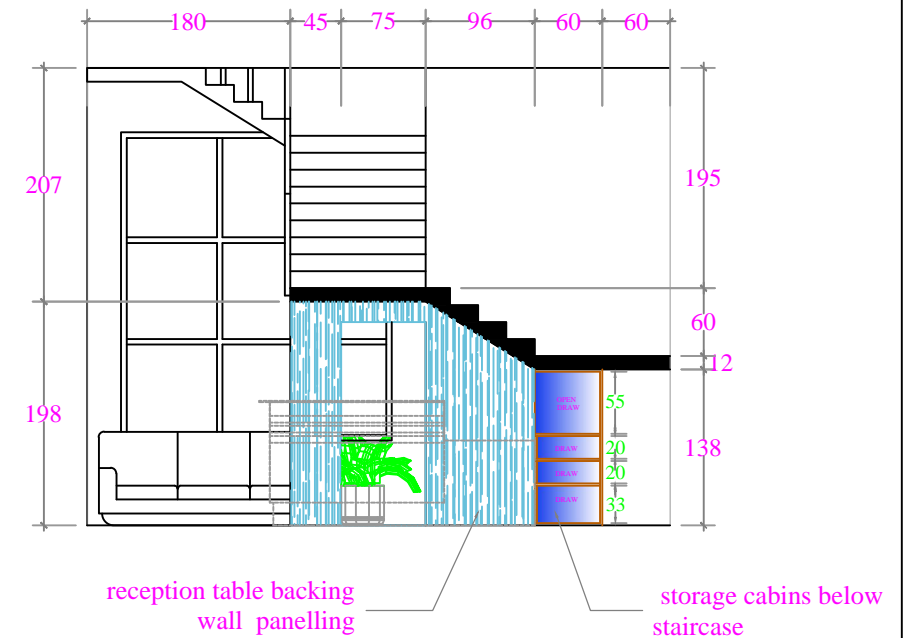 180 45 75 96 60 60
207
195
60
12
198
138
OPEN
DRAW
55
DRAW
20
DRAW
20
DRAW
33
reception table backing
wall panelling
storage cabins below
staircase